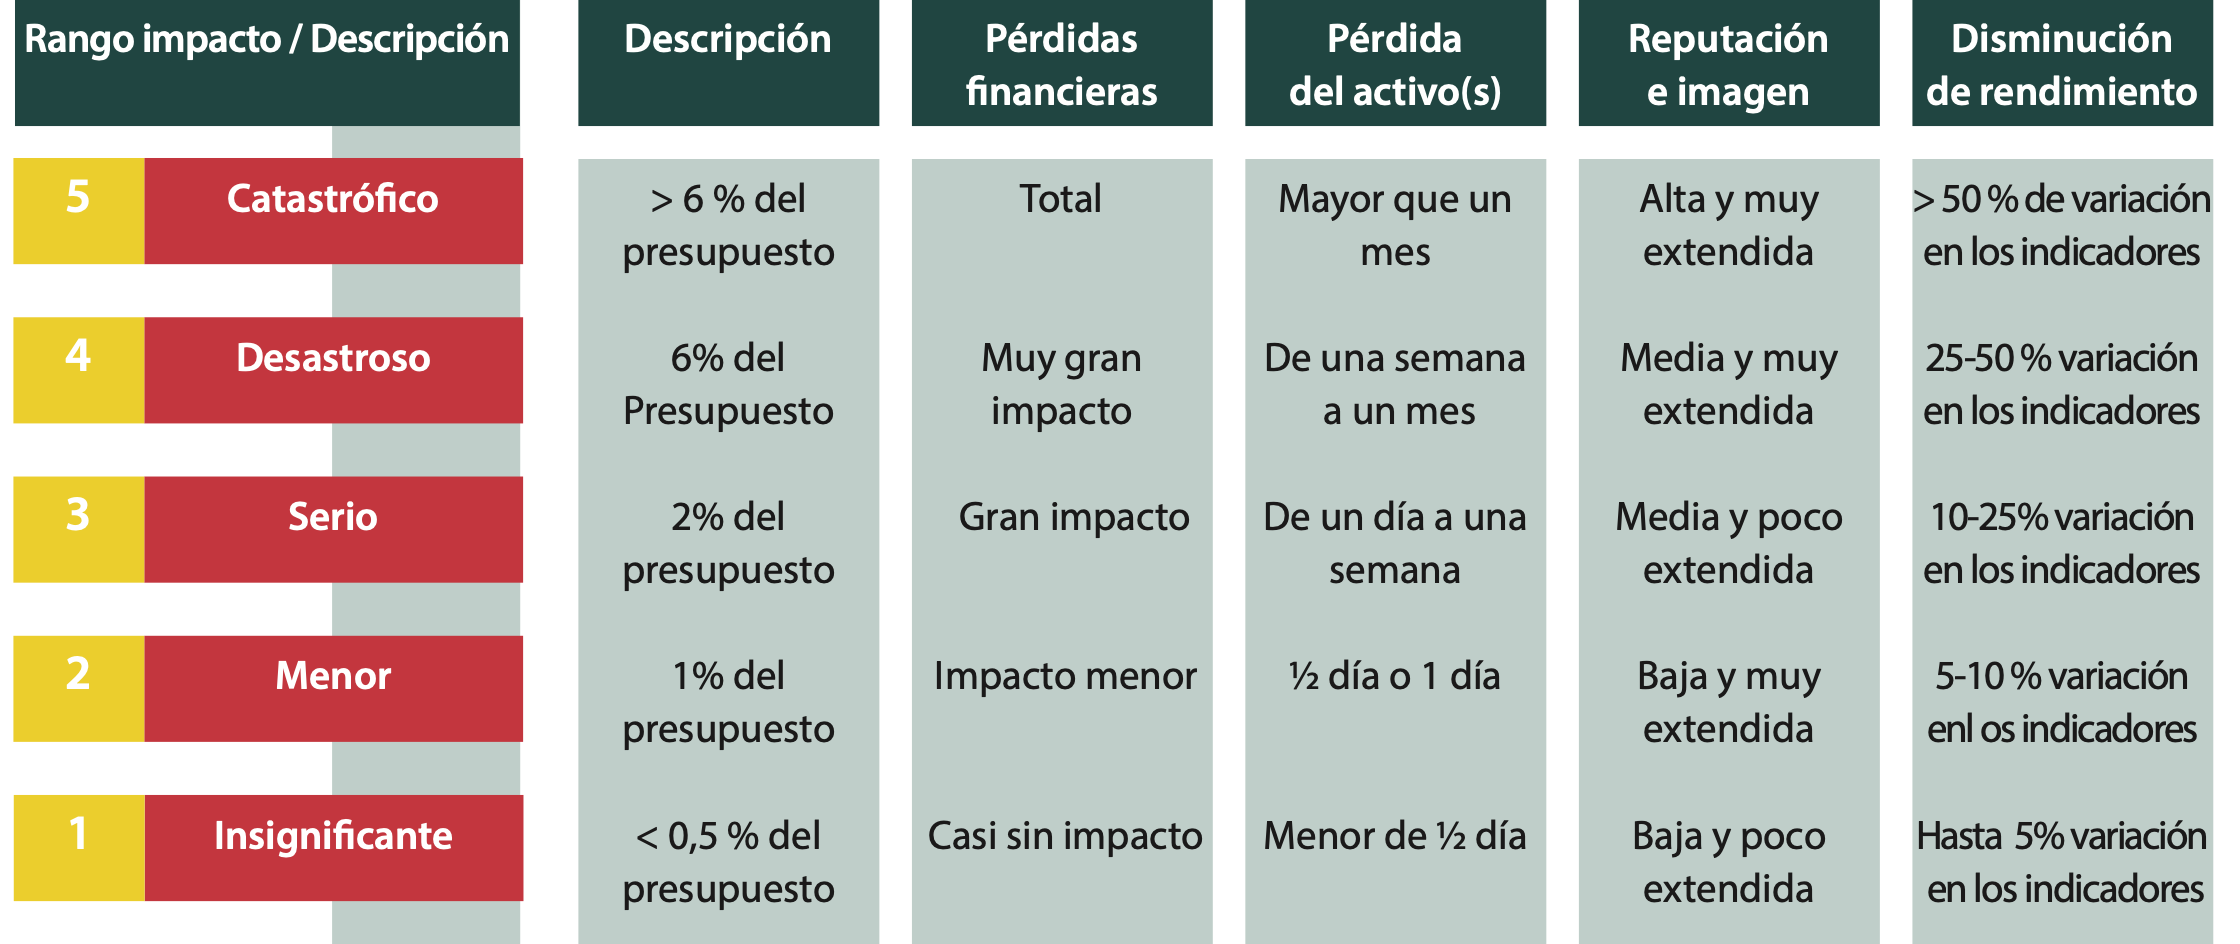 Rango impacto / Descripción
Descripción
Pérdidas
financieras
Pérdida
del activo(s)
Reputación
e imagen
Disminución
de rendimiento
5
Catastrófico
> 6 % del
presupuesto
Total
Mayor que un
mes
Alta y muy
extendida
> 50 % de variación
en los indicadores
4
Desastroso
6% del
Presupuesto
Muy gran
impacto
De una semana
a un mes
Media y muy
extendida
25-50 % variación
en los indicadores
3
Serio
2% del
presupuesto
Gran impacto
De un día a una
semana
Media y poco
extendida
10-25% variación
en los indicadores
2
Menor
1% del
presupuesto
Impacto menor
½ día o 1 día
Baja y muy
extendida
5-10 % variación
enl os indicadores
1
Insignificante
< 0,5 % del
presupuesto
Casi sin impacto
Menor de ½ día
Baja y poco
extendida
Hasta 5% variación
en los indicadores